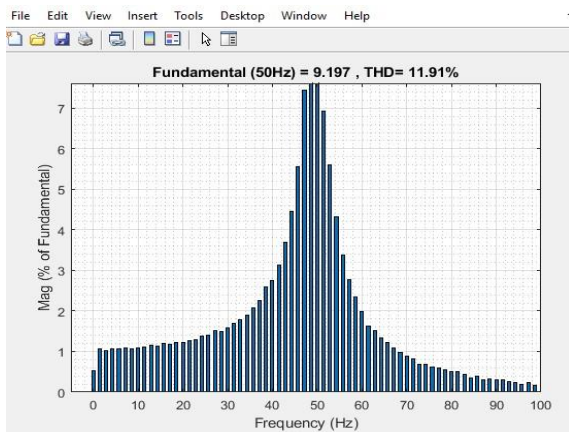 File Edit View Insert Tools Desktop Window Help
Fundamental (50Hz) = 9.197 , THD= 11.91%
Mag (% of Fundamental)
7
6
5
4
3
2
1
0
0 10 20 30 40 50 60 70 80 90 100
Frequency (Hz)